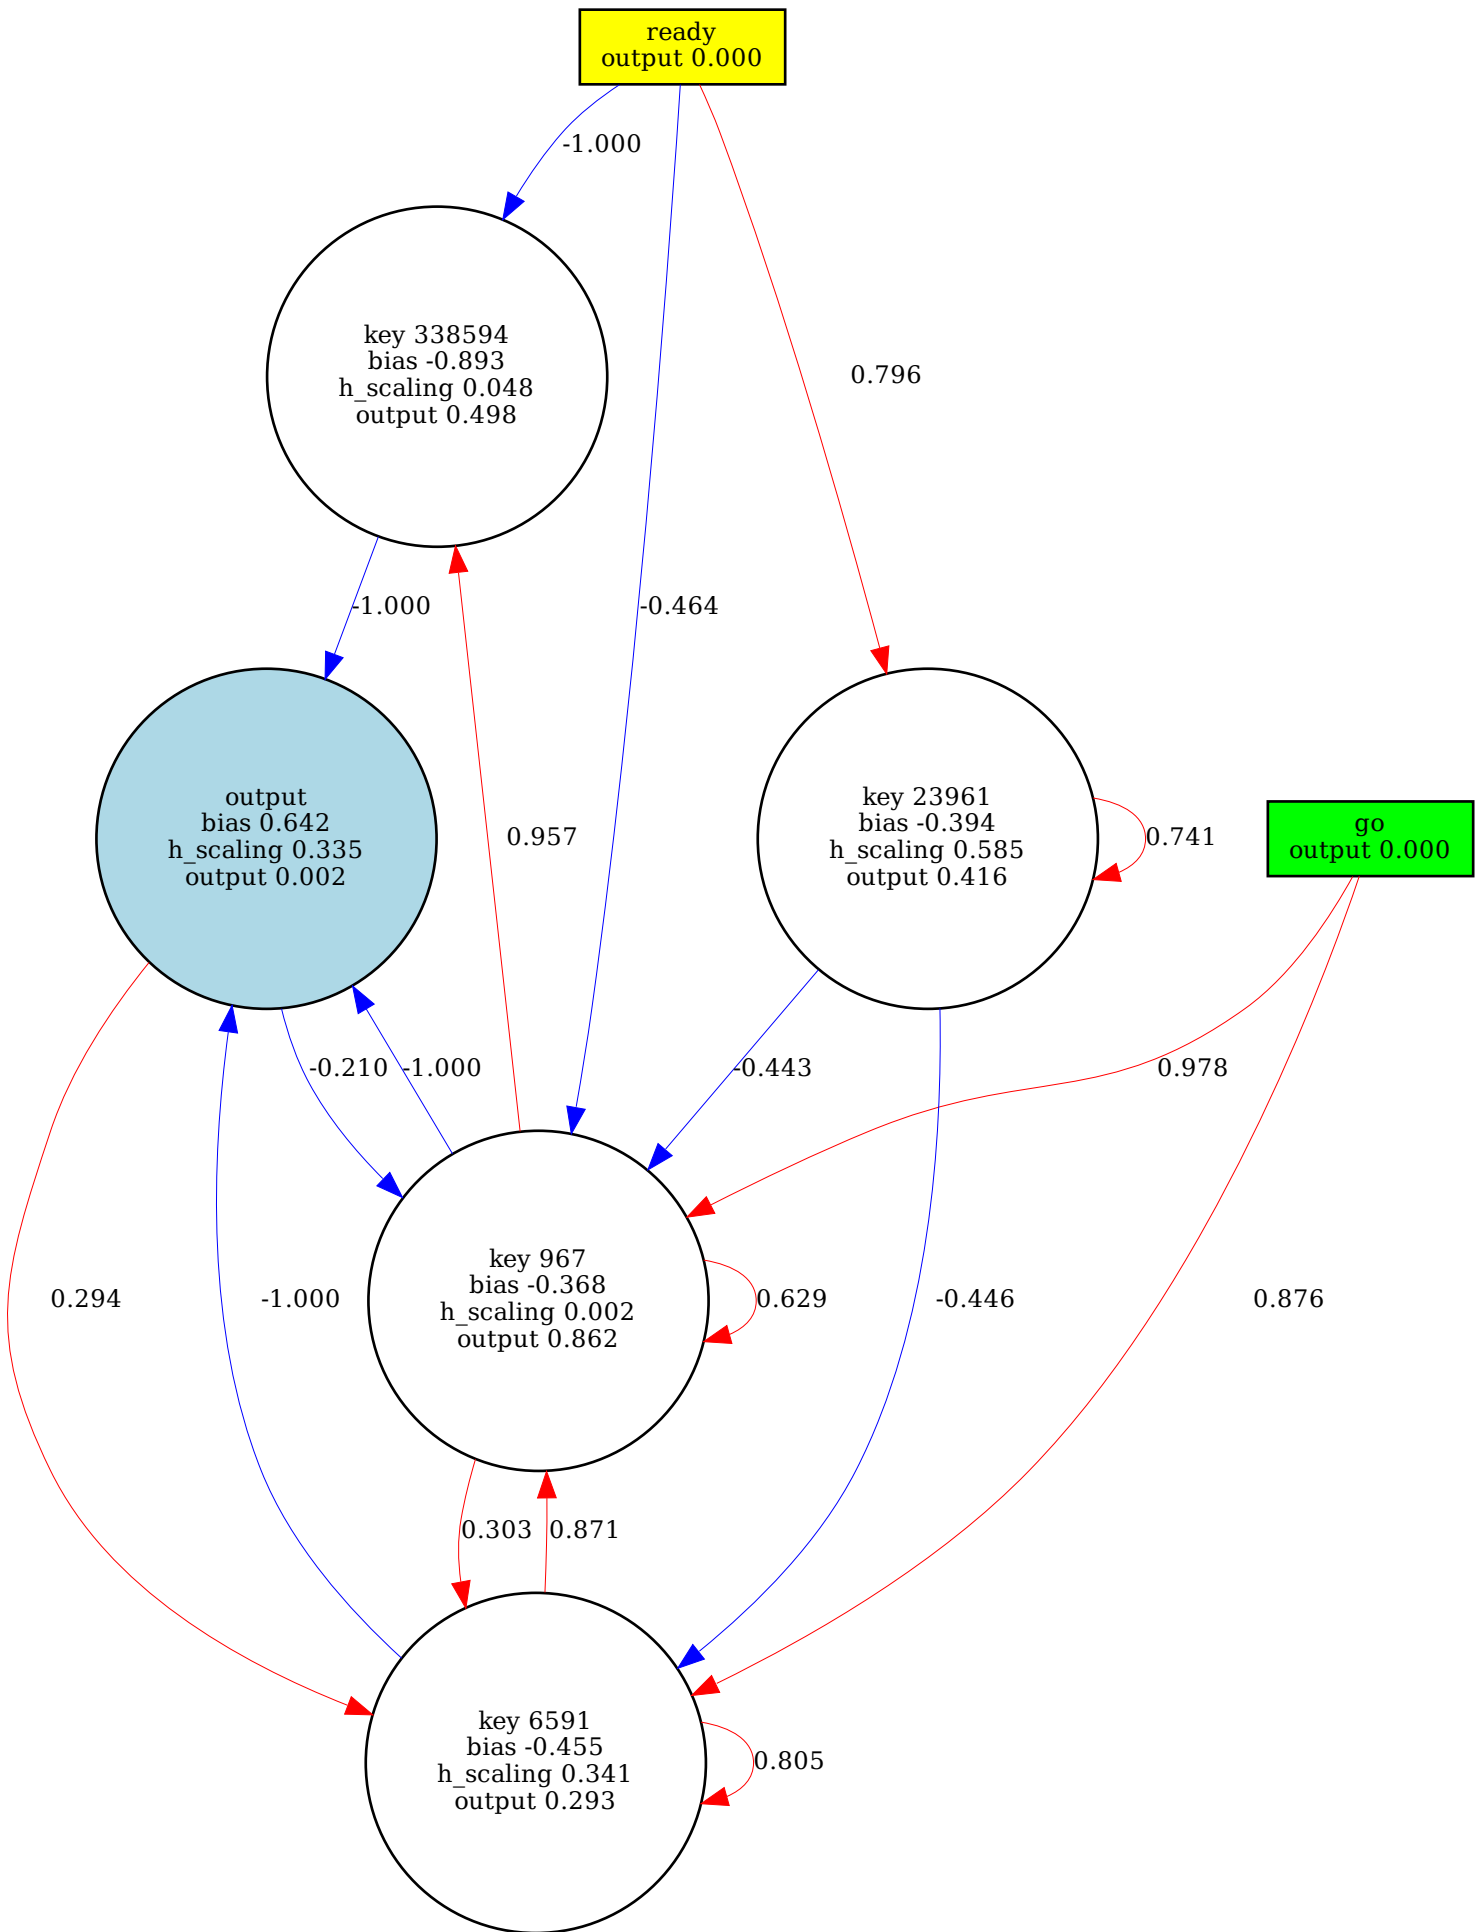 ready
output 0.000
-1.000
key 338594
bias -0.893
h_scaling 0.048
output 0.498
0.796
-1.000
-0.464
output
bias 0.642
h_scaling 0.335
output 0.002
0.957
key 23961
bias -0.394
h_scaling 0.585
output 0.416
0.741
go
output 0.000
-0.210
-1.000
-0.443
0.978
0.294
-1.000
key 967
bias -0.368
h_scaling 0.002
output 0.862
0.629
-0.446
0.876
0.303
0.871
key 6591
bias -0.455
h_scaling 0.341
output 0.293
0.805